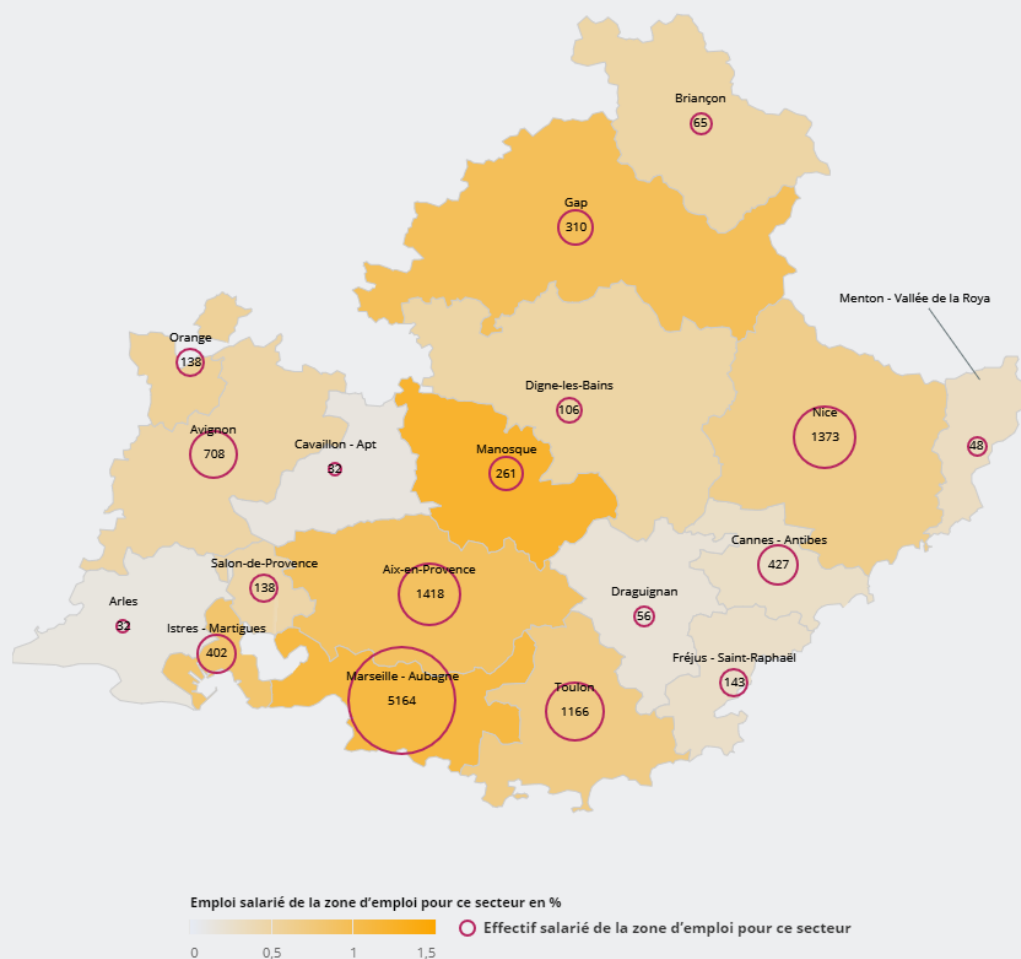 Briançon
65
Gap
310
Menton - Vallée de la Roya
Orange
138
Digne-les-Bains
106
Nice
1373
Avignon
708
Cavaillon - Apt
32
Manosque
261
48
Cannes - Antibes
427
Salon-de-Provence
138
Aix-en-Provence
1418
Draguignan
56
Arles
32
Istres - Martigues
402
Fréjus - Saint-Raphaël
143
Marseille - Aubagne
5164
Toulon
1166
Emploi salarié de la zone d’emploi pour ce secteur en %
Effectif salarié de la zone d’emploi pour ce secteur
0 0,5 1 1,5